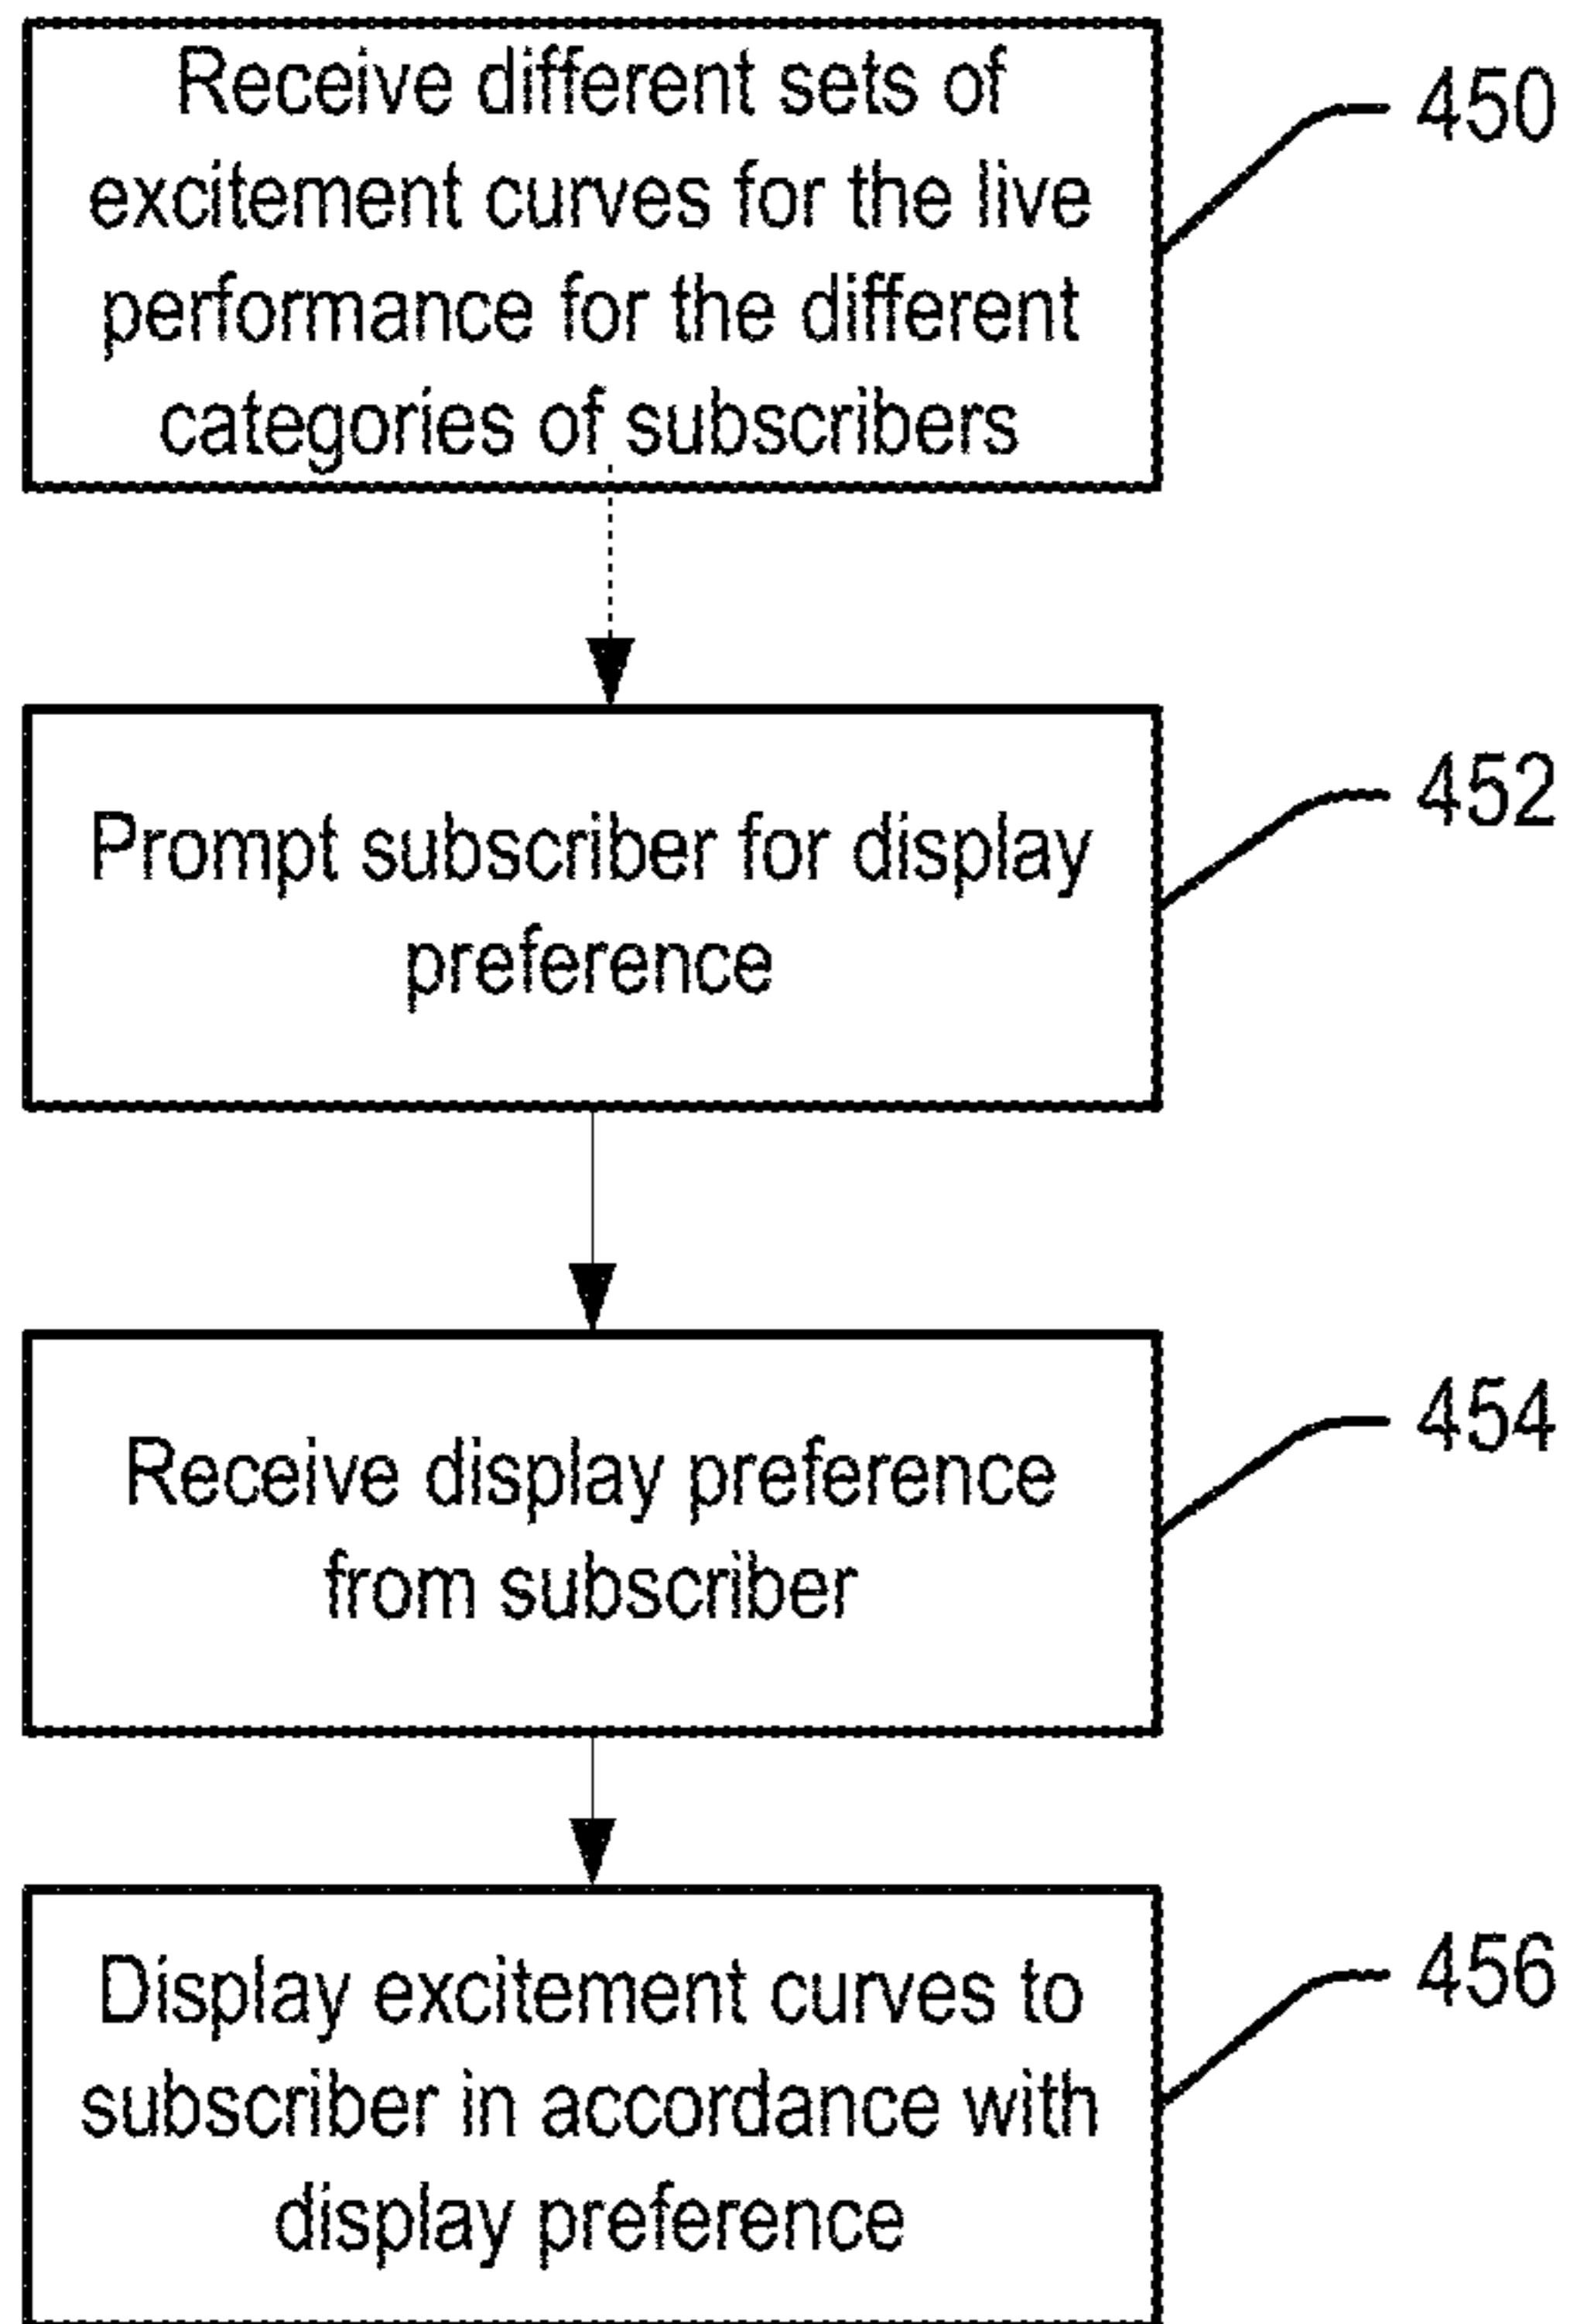 Receive different sets of
excitement curves for the live
performance for the different
categories of subscribers
450
Prompt subscriber for display
preference
452
Receive display preference
from subscriber
454
Display excitement curves to
subscriber in accordance with
display preference
456